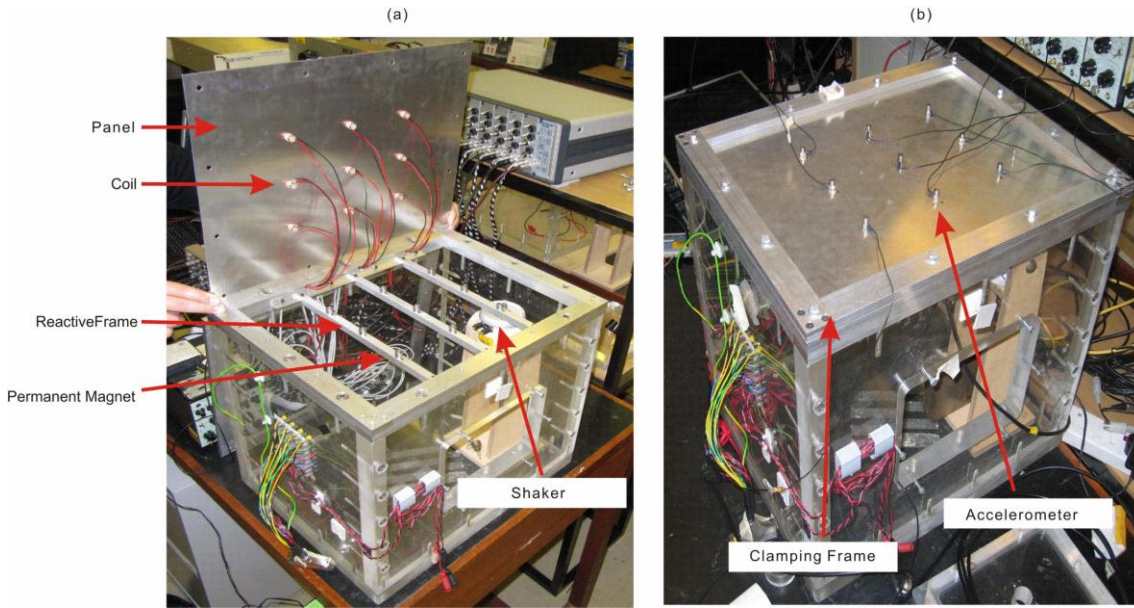 (a)
(b)
Panel
Coil
ReactiveFrame
Permanent Magnet
Shaker
Clamping Frame
Accelerometer